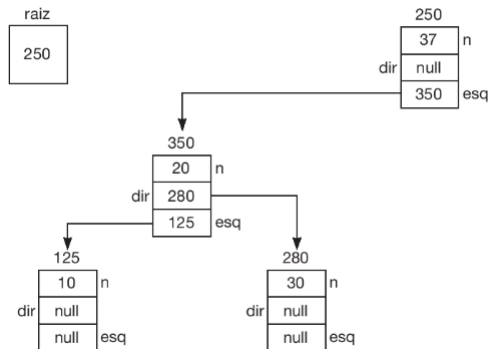 raiz
250
250
37 n
dir null
350 esq
350
20 n
dir 280
125 esq
125
10 n
dir null
null esq
280
30 n
dir null
null esq